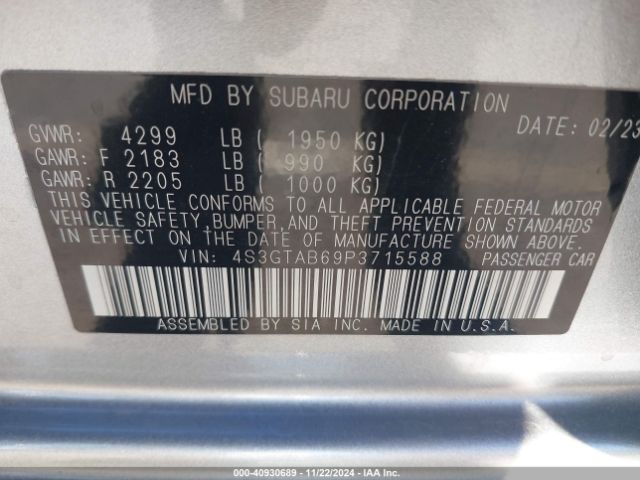 MFD BY SUBARU CORPORATION
DATE: 02/23
GVWR: 4299 LB ( 1950 KG)
GAWR: F 2183 LB ( 990 KG)
GAWR: R 2205 LB ( 1000 KG)
THIS VEHICLE CONFORMS TO ALL APPLICABLE FEDERAL MOTOR
VEHICLE SAFETY,BUMPER,AND THEFT PREVENTION STANDARDS
IN EFFECT ON THE DATE OF MANUFACTURE SHOWN ABOVE.
VIN: 4S3GTAB69P3715588 PASSENGER CAR
ASSEMBLED BY SIA INC. MADE IN U.S.A.
000-40930689 - 11/22/2024 - IAA Inc.